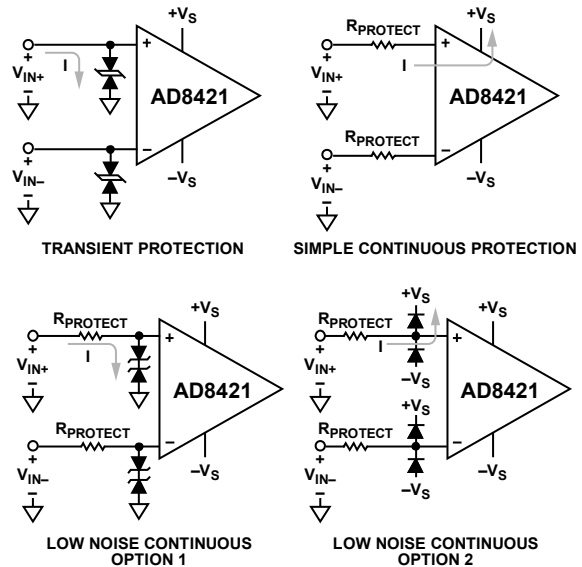 +VS
I
+
VIN+
–
+
AD8421
+
VIN–
–
–
–VS
TRANSIENT PROTECTION
RPROTECT
+VS
I
+
VIN+
–
+
AD8421
RPROTECT
+
VIN–
–
–
–VS
SIMPLE CONTINUOUS PROTECTION
RPROTECT
+VS
I
+
VIN+
–
+
AD8421
RPROTECT
+
VIN–
–
–
–VS
LOW NOISE CONTINUOUS
OPTION 1
RPROTECT
+VS
+VS
I
+
VIN+
–
+
–VS
AD8421
+VS
RPROTECT
+
VIN–
–
–
–VS
–VS
LOW NOISE CONTINUOUS
OPTION 2